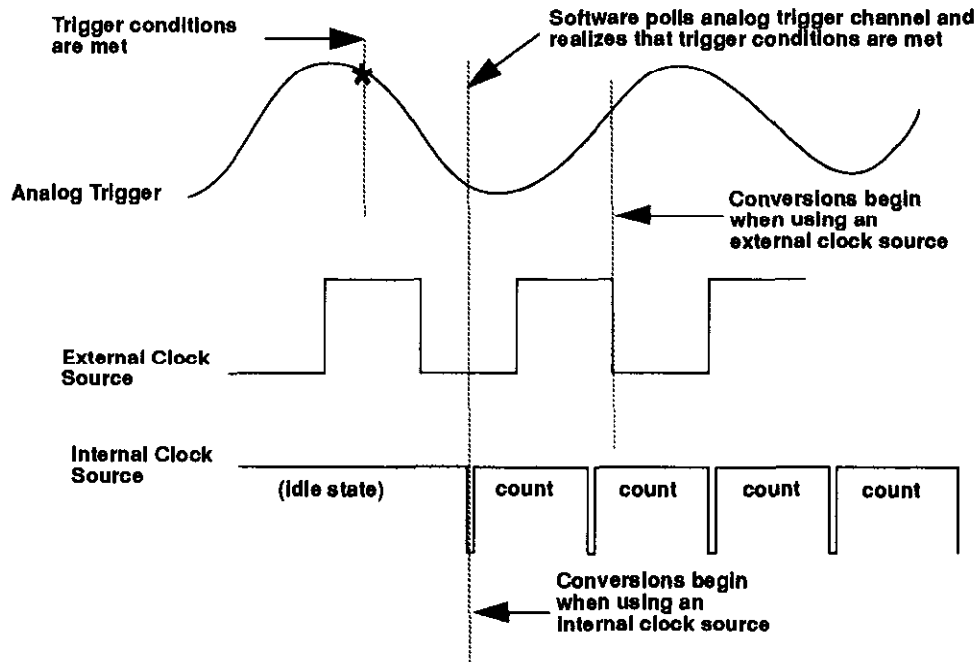 Trigger conditions
are met
Software polls analog trigger channel and
realizes that trigger conditions are met
Analog Trigger
Conversions begin
when using an
external clock source
External Clock
Source
Internal Clock
Source
(idle state)
count
count
count
count
Conversions begin
when using an
internal clock source